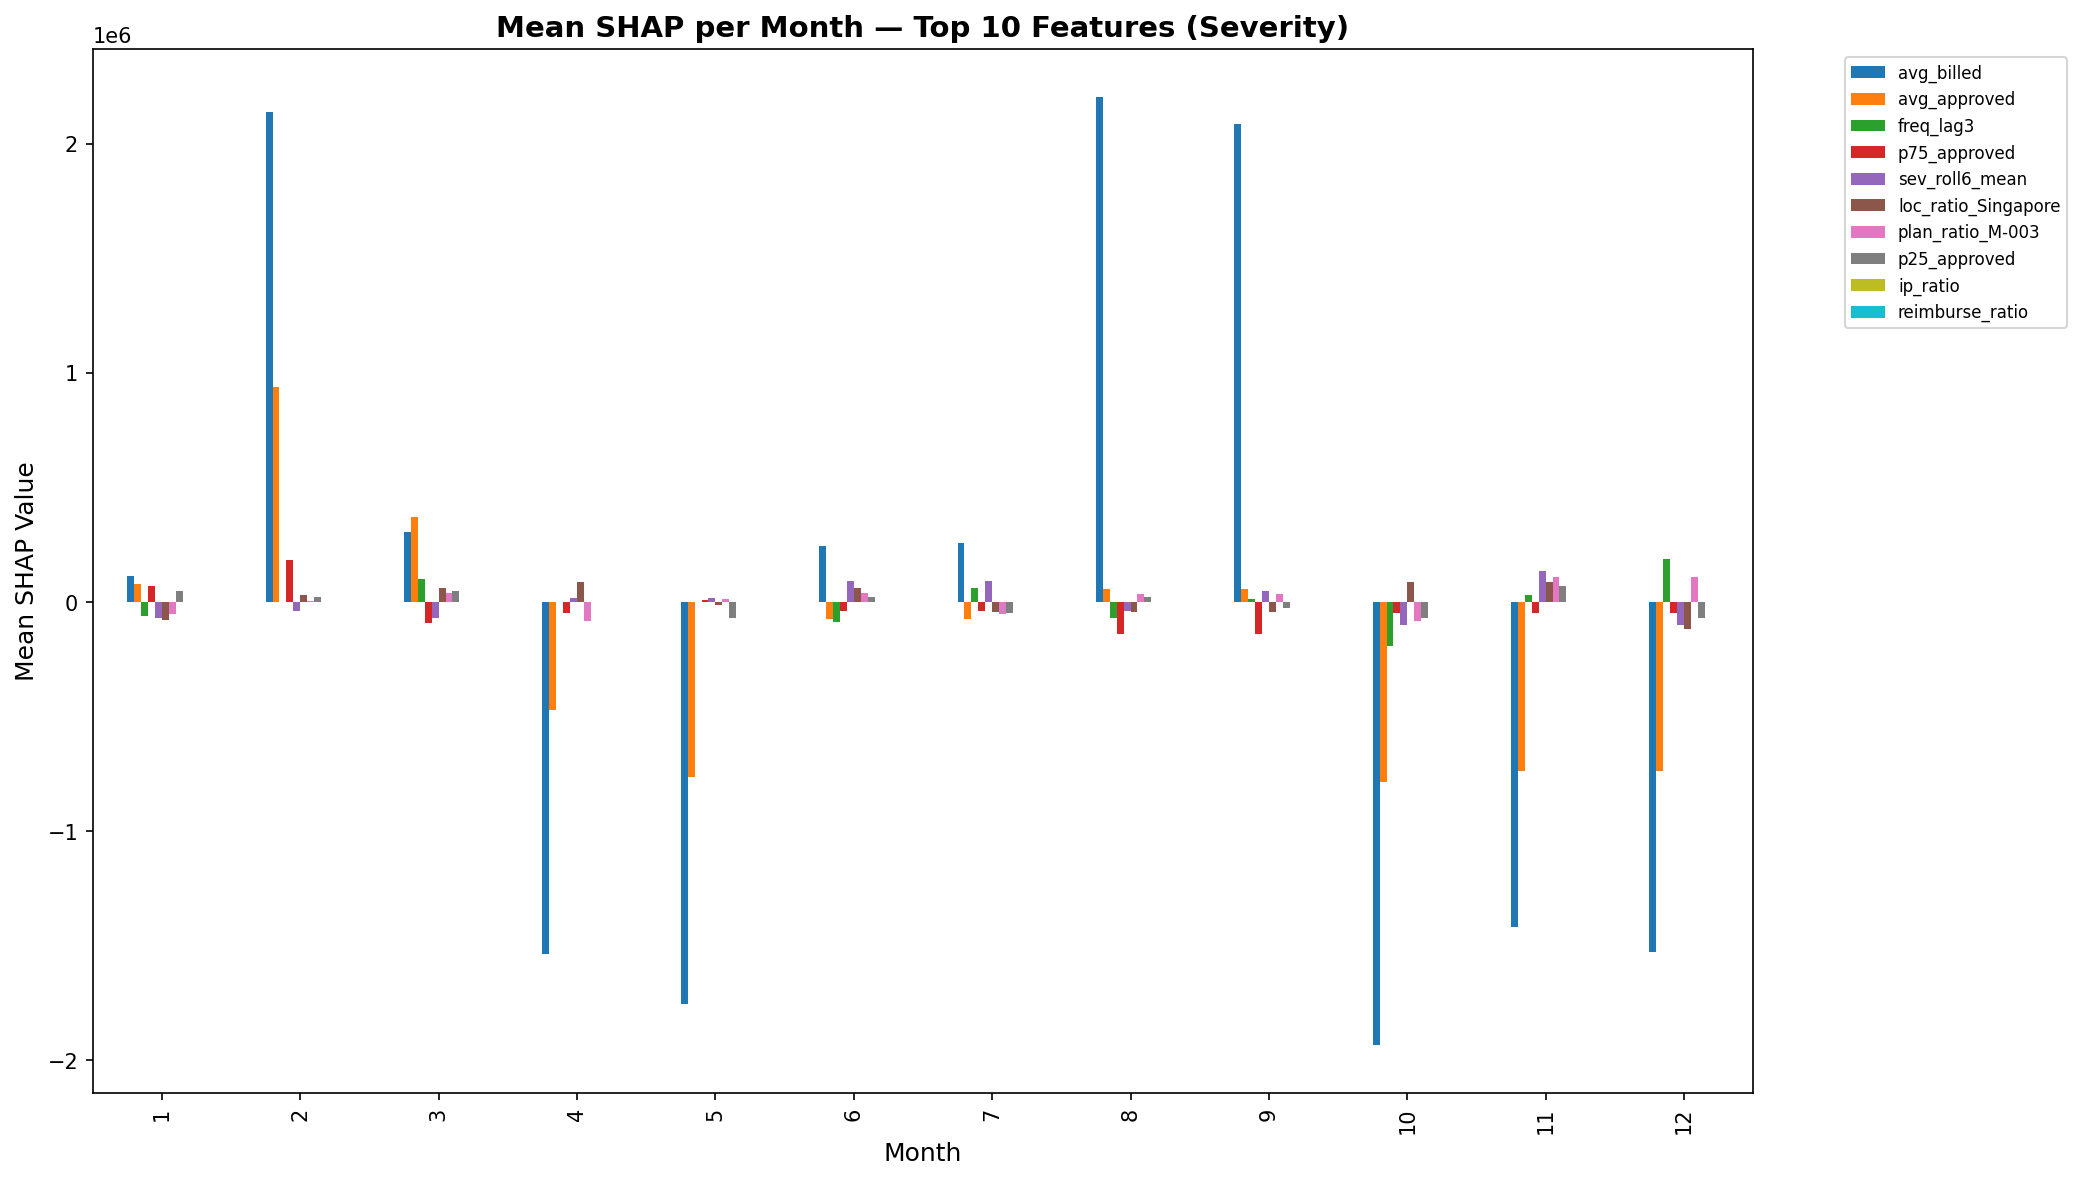 Mean SHAP per Month — Top 10 Features (Severity)
1e6
2
1
0
−1
−2
Mean SHAP Value
1
2
3
4
5
6
7
8
9
10
11
12
Month
avg_billed
avg_approved
freq_lag3
p75_approved
sev_roll6_mean
loc_ratio_Singapore
plan_ratio_M-003
p25_approved
ip_ratio
reimburse_ratio